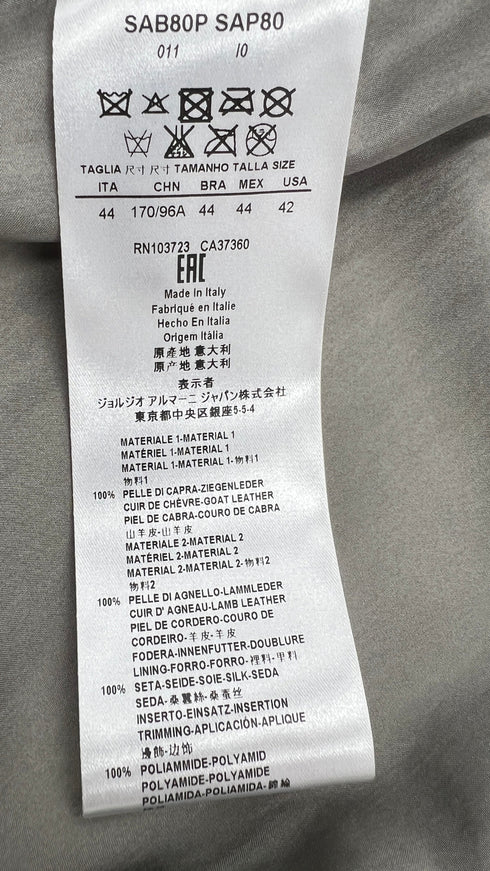 SAB80P SAP80
011 I0
TAGLIA 尺寸 尺寸 TAMANHO TALLA SIZE
ITA CHN BRA MEX USA
44 170/96A 44 44 42
RN103723 CA37360
EAC
Made in Italy
Fabriqué en Italie
Hecho En Italia
Origem Itália
原產地 意大利
原产地 意大利
表示者
ジョルジオ アルマーニ ジャパン株式会社
東京都中央区銀座5-5-4
MATERIALE 1-MATERIAL 1
MATÉRIEL 1-MATERIAL 1
MATERIAL 1-MATERIAL 1-物料1
物料1
100% PELLE DI CAPRA-ZIEGENLEDER
CUIR DE CHÈVRE-GOAT LEATHER
PIEL DE CABRA-COURO DE CABRA
山羊皮-山羊皮
MATERIALE 2-MATERIAL 2
MATÉRIEL 2-MATERIAL 2
MATERIAL 2-MATERIAL 2-物料2
物料2
100% PELLE DI AGNELLO-LAMMLEDER
CUIR D' AGNEAU-LAMB LEATHER
PIEL DE CORDERO-COURO DE
CORDEIRO-羊皮-羊皮
FODERA-INNENFUTTER-DOUBLURE
LINING-FORRO-FORRO-裡料-里料
100% SETA-SEIDE-SOIE-SILK-SEDA
SEDA-桑蠶絲-桑蚕丝
INSERTO-EINSATZ-INSERTION
TRIMMING-APLICACIÓN-APLIQUE
邊飾-边饰
100% POLIAMMIDE-POLYAMID
POLYAMIDE-POLYAMIDE
POLIAMIDA-POLIAMIDA-錦綸